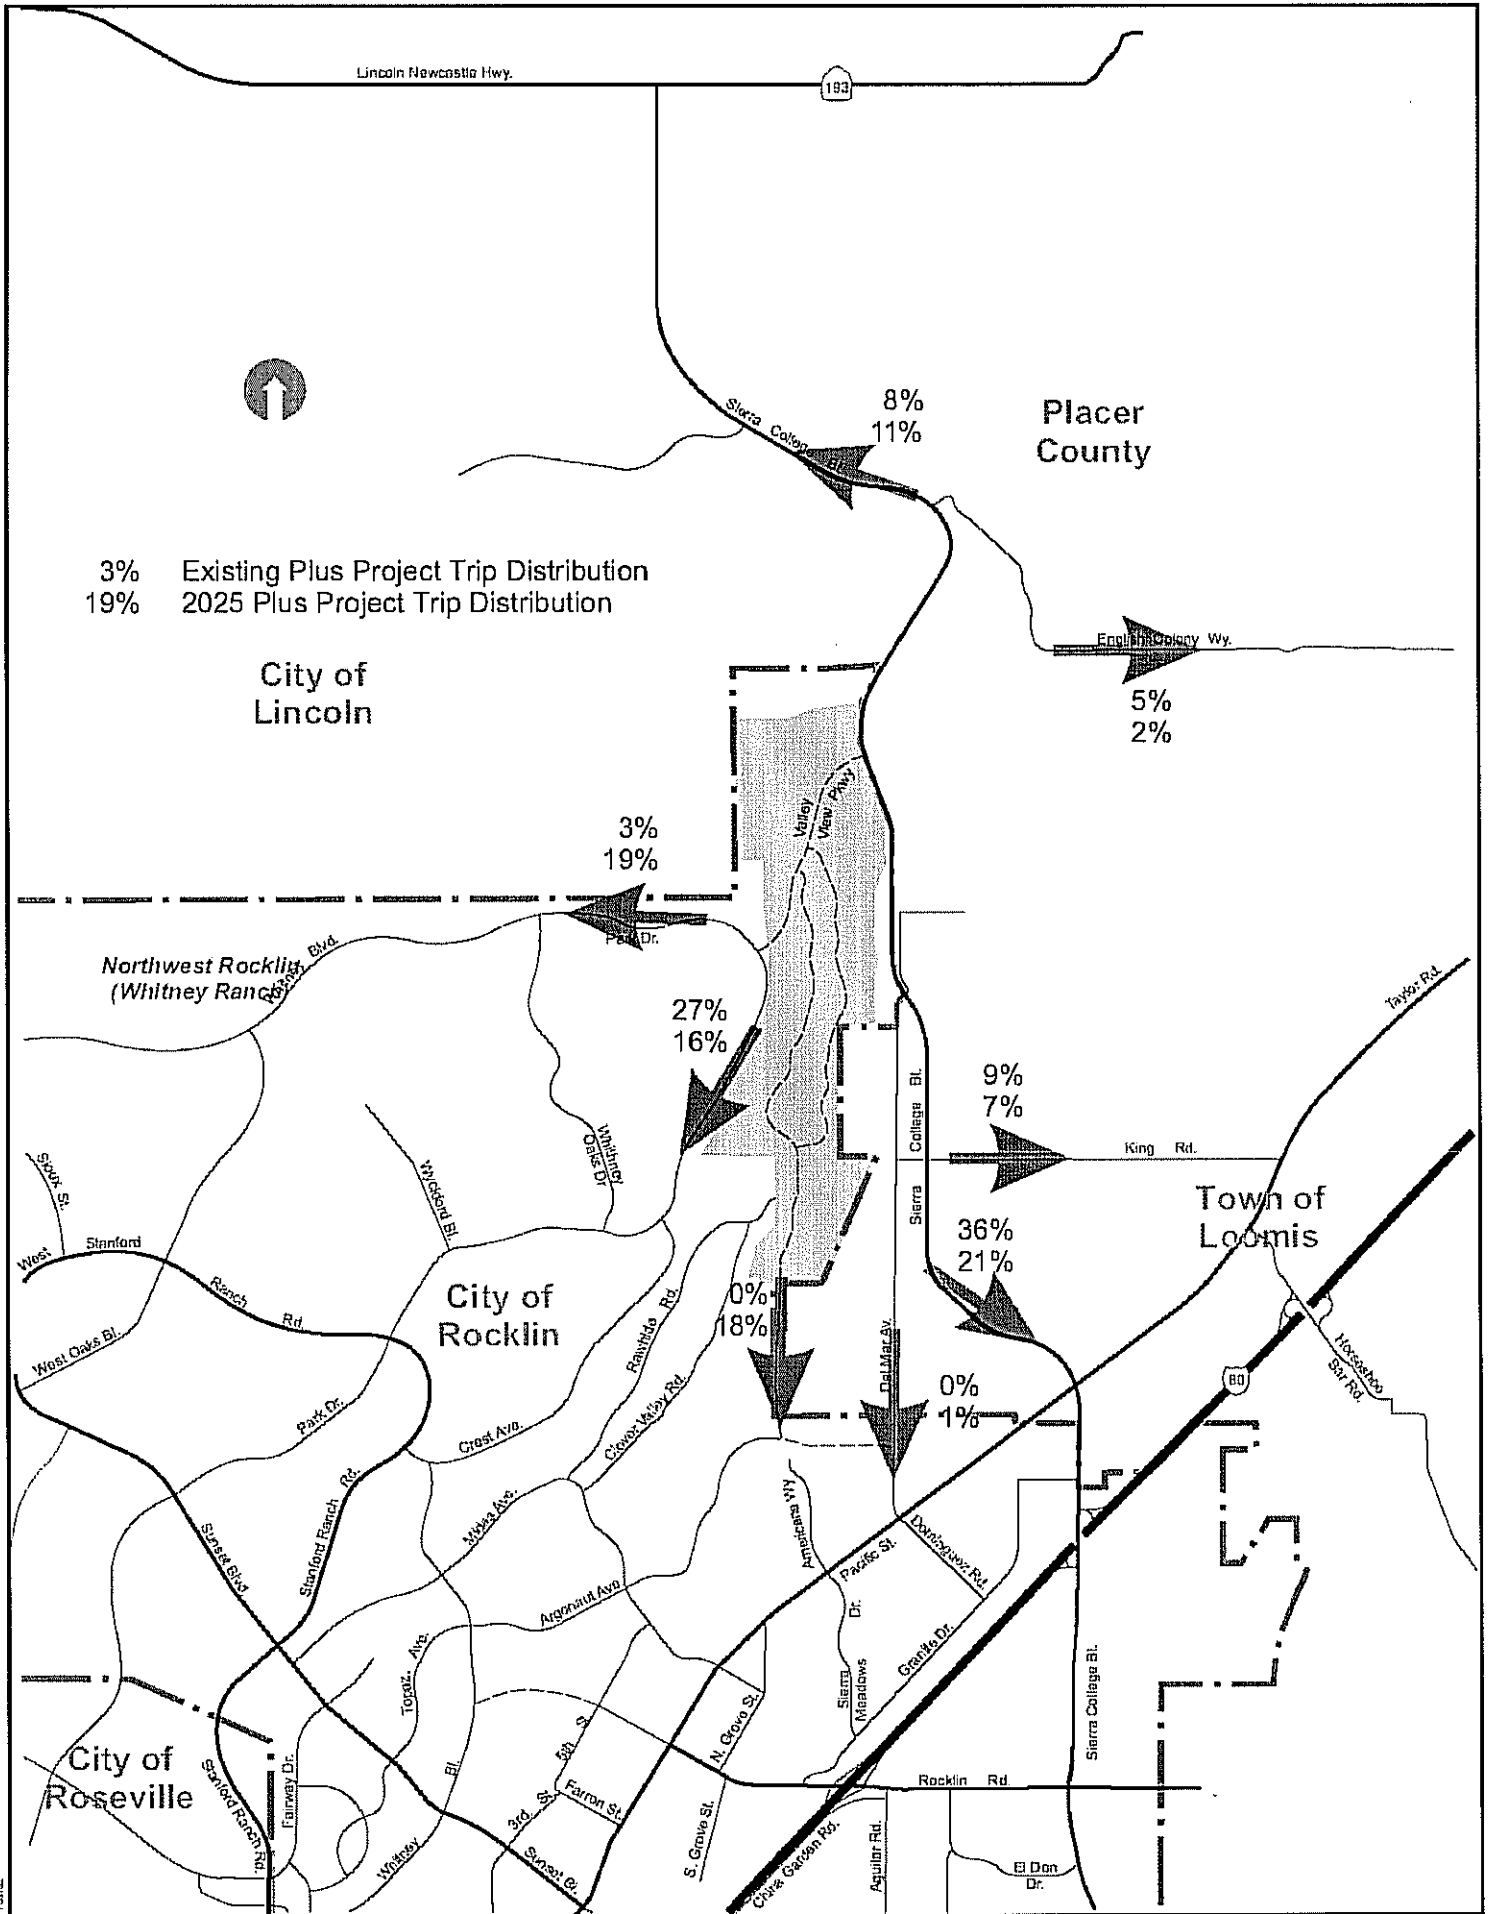 Lincoln Newcastle Hwy.
193
8%
11%
Placer
County
Sierra College Bl.
3% Existing Plus Project Trip Distribution
19% 2025 Plus Project Trip Distribution
English Colony Wy.
5%
2%
City of
Lincoln
Valley
View Pkwy
3%
19%
Park Dr.
Northwest Rocklin
(Whitney Ranch)
Blvd.
Taylor Rd.
27%
16%
9%
7%
King Rd.
Sierra College Bl.
Whithney
Oaks Dr
Wyckford Bl.
Sioux St.
Town of
Loomis
36%
21%
West Stanford
Ranch
Rd.
City of
Rocklin
0%
18%
Rawhide Rd.
Clover Valley Rd.
Del Mar Av.
0%
1%
80
Horseshoe
Bar Rd.
West Oaks Bl.
Park Dr.
Crest Ave.
Stanford Ranch Rd.
Midas Ave.
Sunset Blvd.
Americana WY
Pacific St.
Dominguez Rd.
Argonaut Ave
Dr.
Granite Dr.
Sierra
Meadows
Topaz Ave.
Sierra College Bl.
City of
Roseville
Stanford Ranch
Rd.
Fairway Dr.
Whitney
Bl.
5th S.
N. Grove St.
3rd. St.
Farron St.
Sunset Bl.
S. Grove St.
Rocklin Rd.
China Garden Rd.
Aguilar Rd.
El Don
Dr.